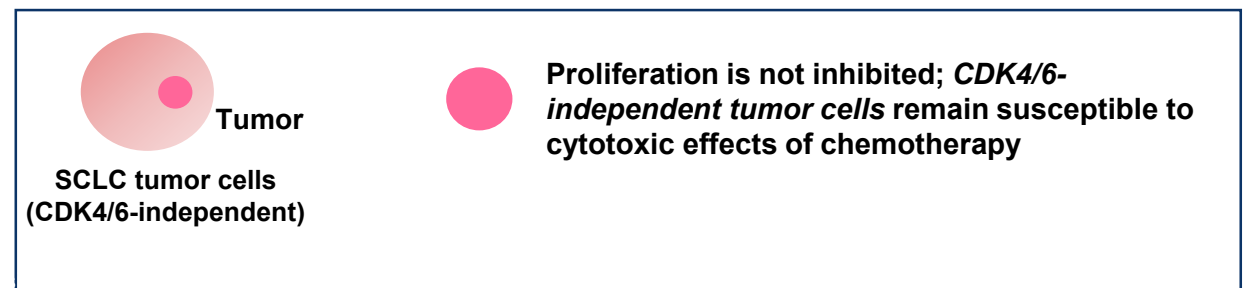 Tumor
SCLC tumor cells
(CDK4/6-independent)
Proliferation is not inhibited; CDK4/6-
independent tumor cells remain susceptible to
cytotoxic effects of chemotherapy